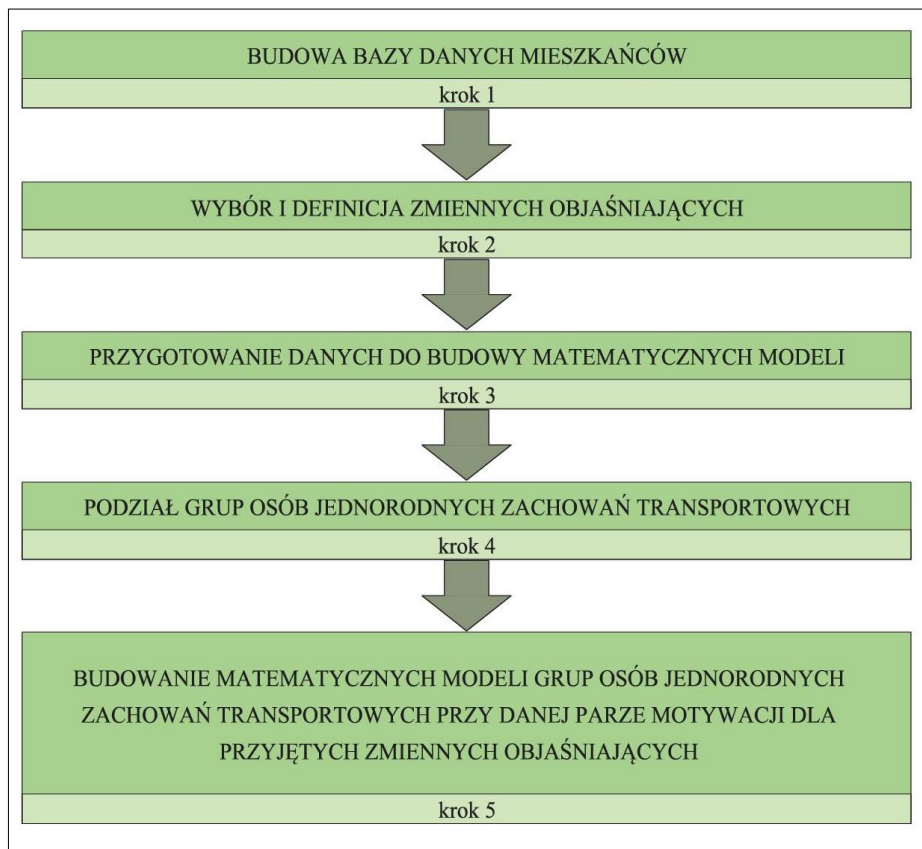 BUDOWA BAZY DANYCH MIESZKAŃCÓW
krok 1
WYBÓR I DEFINICJA ZMIENNYCH OBJAŚNIAJĄCYCH
krok 2
PRZYGOTOWANIE DANYCH DO BUDOWY MATEMATYCZNYCH MODELI
krok 3
PODZIAŁ GRUP OSÓB JEDNORODNYCH ZACHOWAŃ TRANSPORTOWYCH
krok 4
BUDOWANIE MATEMATYCZNYCH MODELI GRUP OSÓB JEDNORODNYCH
ZACHOWAŃ TRANSPORTOWYCH PRZY DANEJ PARZE MOTYWACJI DLA
PRZYJĘTYCH ZMIENNYCH OBJAŚNIAJĄCYCH
krok 5